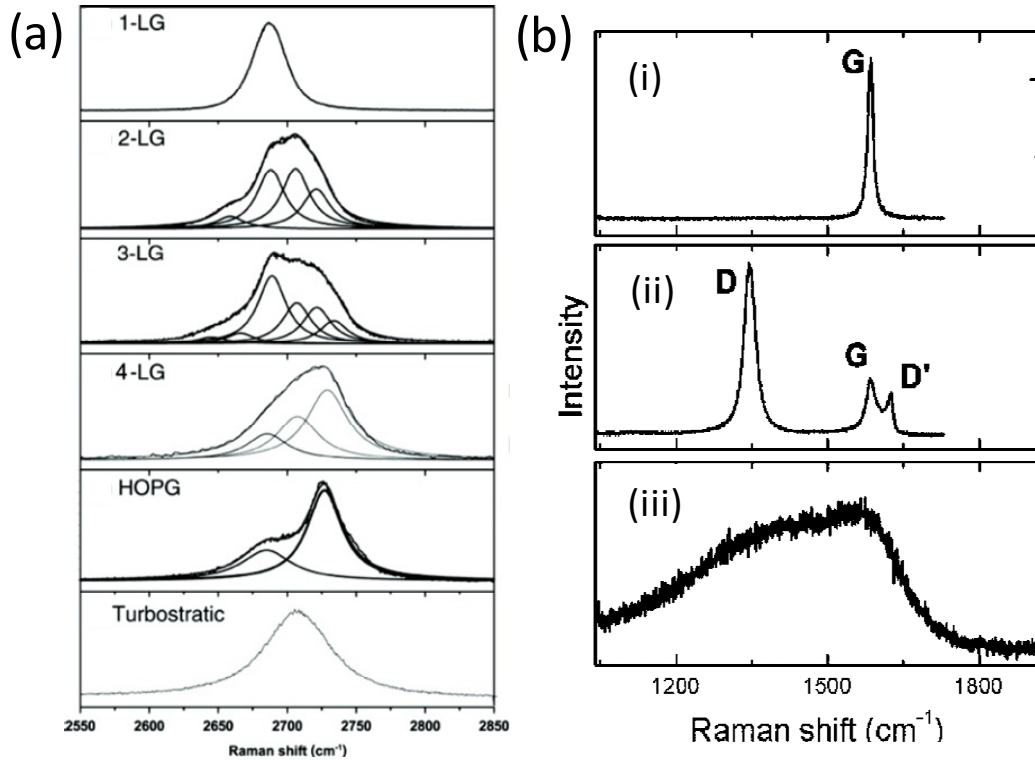 (a)
1-LG
2-LG
3-LG
4-LG
HOPG
Turbostratic
2550 2600 2650 2700 2750 2800 2850
Raman shift (cm⁻¹)
(b)
(i)
G
(ii)
D
G
D'
(iii)
Intensity
1200 1500 1800
Raman shift (cm⁻¹)